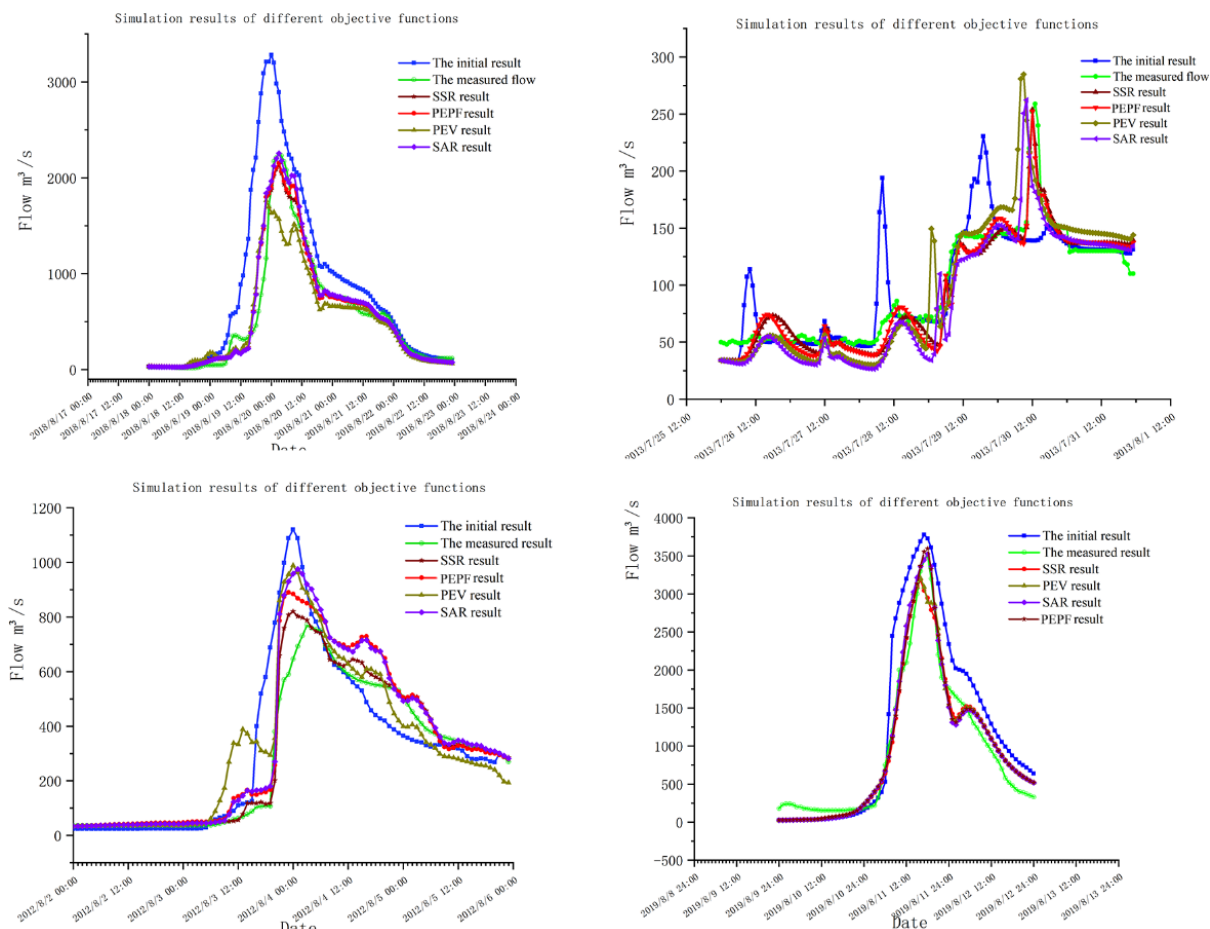 Simulation results of different objective functions
Flow m³/s
3000
2000
1000
0
The initial result
The measured flow
SSR result
PEPF result
PEV result
SAR result
2018/8/17 00:00
2018/8/17 12:00
2018/8/18 00:00
2018/8/18 12:00
2018/8/19 00:00
2018/8/19 12:00
2018/8/20 00:00
2018/8/20 12:00
2018/8/21 00:00
2018/8/21 12:00
2018/8/22 00:00
2018/8/22 12:00
2018/8/23 00:00
2018/8/23 12:00
2018/8/24 00:00
Date
Simulation results of different objective functions
Flow m³/s
300
250
200
150
100
50
0
The initial result
The measured flow
SSR result
PEPF result
PEV result
SAR result
2013/7/25 12:00
2013/7/26 12:00
2013/7/27 12:00
2013/7/28 12:00
2013/7/29 12:00
2013/7/30 12:00
2013/7/31 12:00
2013/8/1 12:00
Simulation results of different objective functions
Flow m³/s
1200
1000
800
600
400
200
0
The initial result
The measured result
SSR result
PEPF result
PEV result
SAR result
2012/8/2 00:00
2012/8/2 12:00
2012/8/3 00:00
2012/8/3 12:00
2012/8/4 00:00
2012/8/4 12:00
2012/8/5 00:00
2012/8/5 12:00
2012/8/6 00:00
Date
Simulation results of different objective functions
Flow m³/s
4000
3500
3000
2500
2000
1500
1000
500
0
-500
The initial result
The measured result
SSR result
PEV result
SAR result
PEPF result
2019/8/8 24:00
2019/8/9 12:00
2019/8/9 24:00
2019/8/10 12:00
2019/8/10 24:00
2019/8/11 12:00
2019/8/11 24:00
2019/8/12 12:00
2019/8/12 24:00
2019/8/13 12:00
2019/8/13 24:00
Date